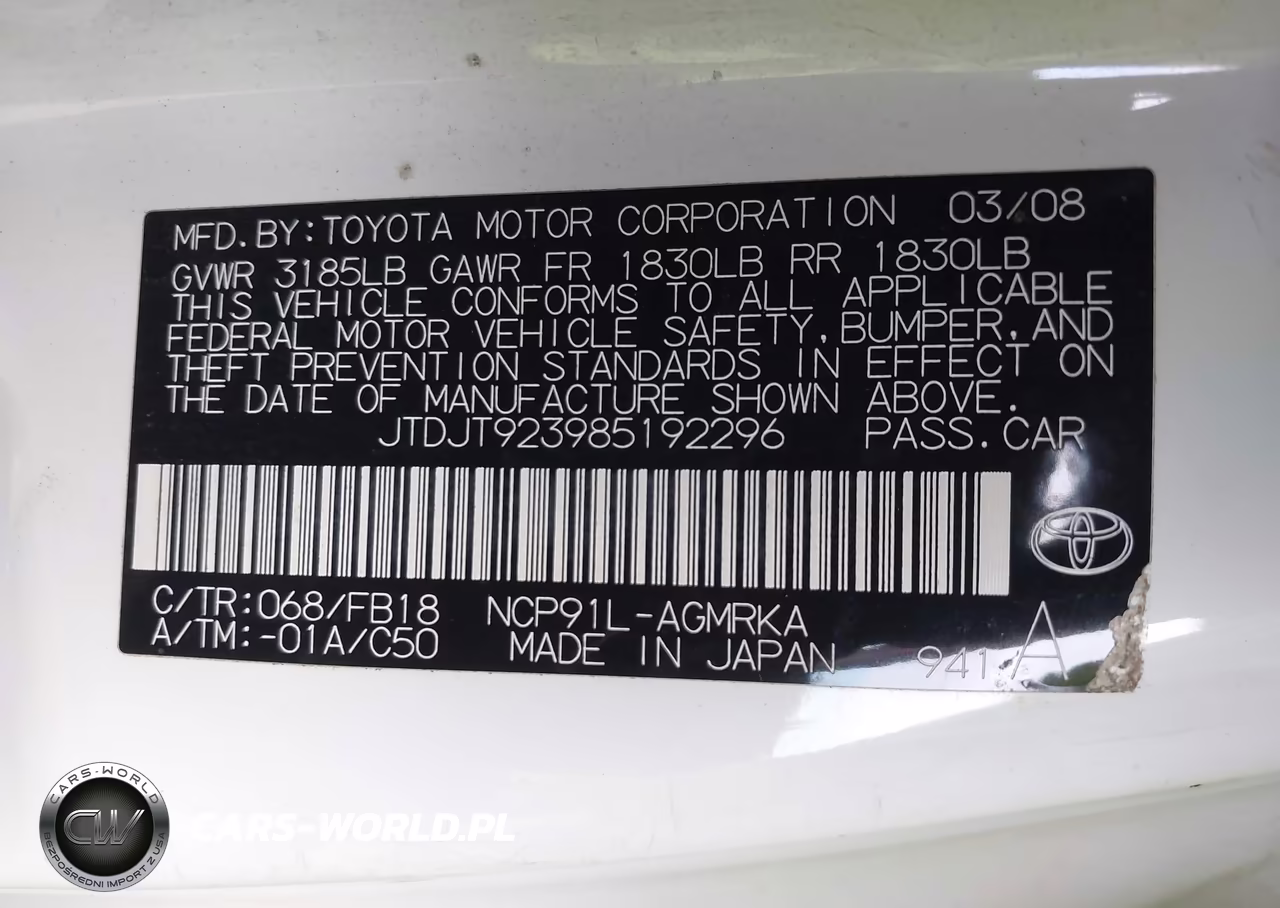 MFD.BY:TOYOTA MOTOR CORPORATION 03/08
GVWR 3185LB GAWR FR 1830LB RR 1830LB
THIS VEHICLE CONFORMS TO ALL APPLICABLE
FEDERAL MOTOR VEHICLE SAFETY,BUMPER,AND
THEFT PREVENTION STANDARDS IN EFFECT ON
THE DATE OF MANUFACTURE SHOWN ABOVE.
JTDJT923985192296 PASS.CAR
C/TR:068/FB18 NCP91L-AGMRKA
A/TM:-01A/C50 MADE IN JAPAN 941 A
CARS-WORLD
CW
BEZPOŚREDNI IMPORT Z USA
CARS-WORLD.PL